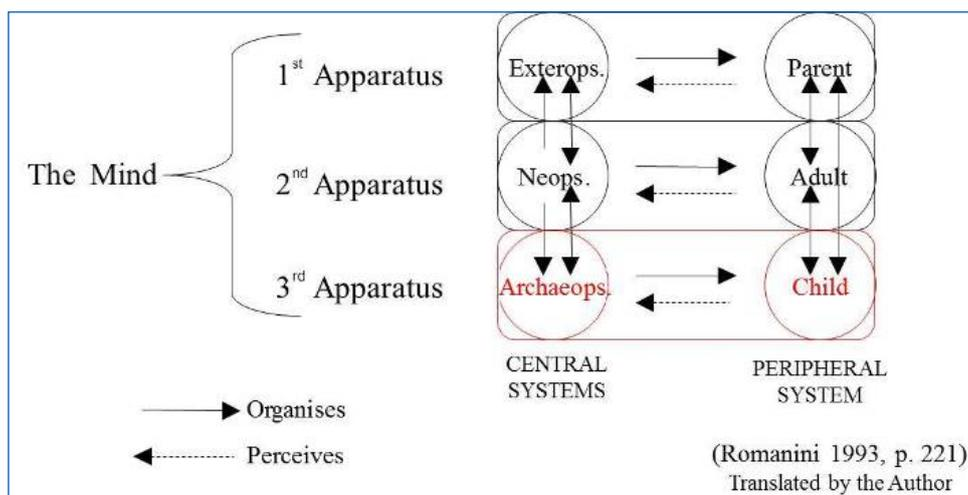 1st Apparatus
Exterops.
Parent
The Mind
2nd Apparatus
Neops.
Adult
3rd Apparatus
Archaeops.
Child
CENTRAL
SYSTEMS
PERIPHERAL
SYSTEM
Organises
Perceives
(Romanini 1993, p. 221)
Translated by the Author